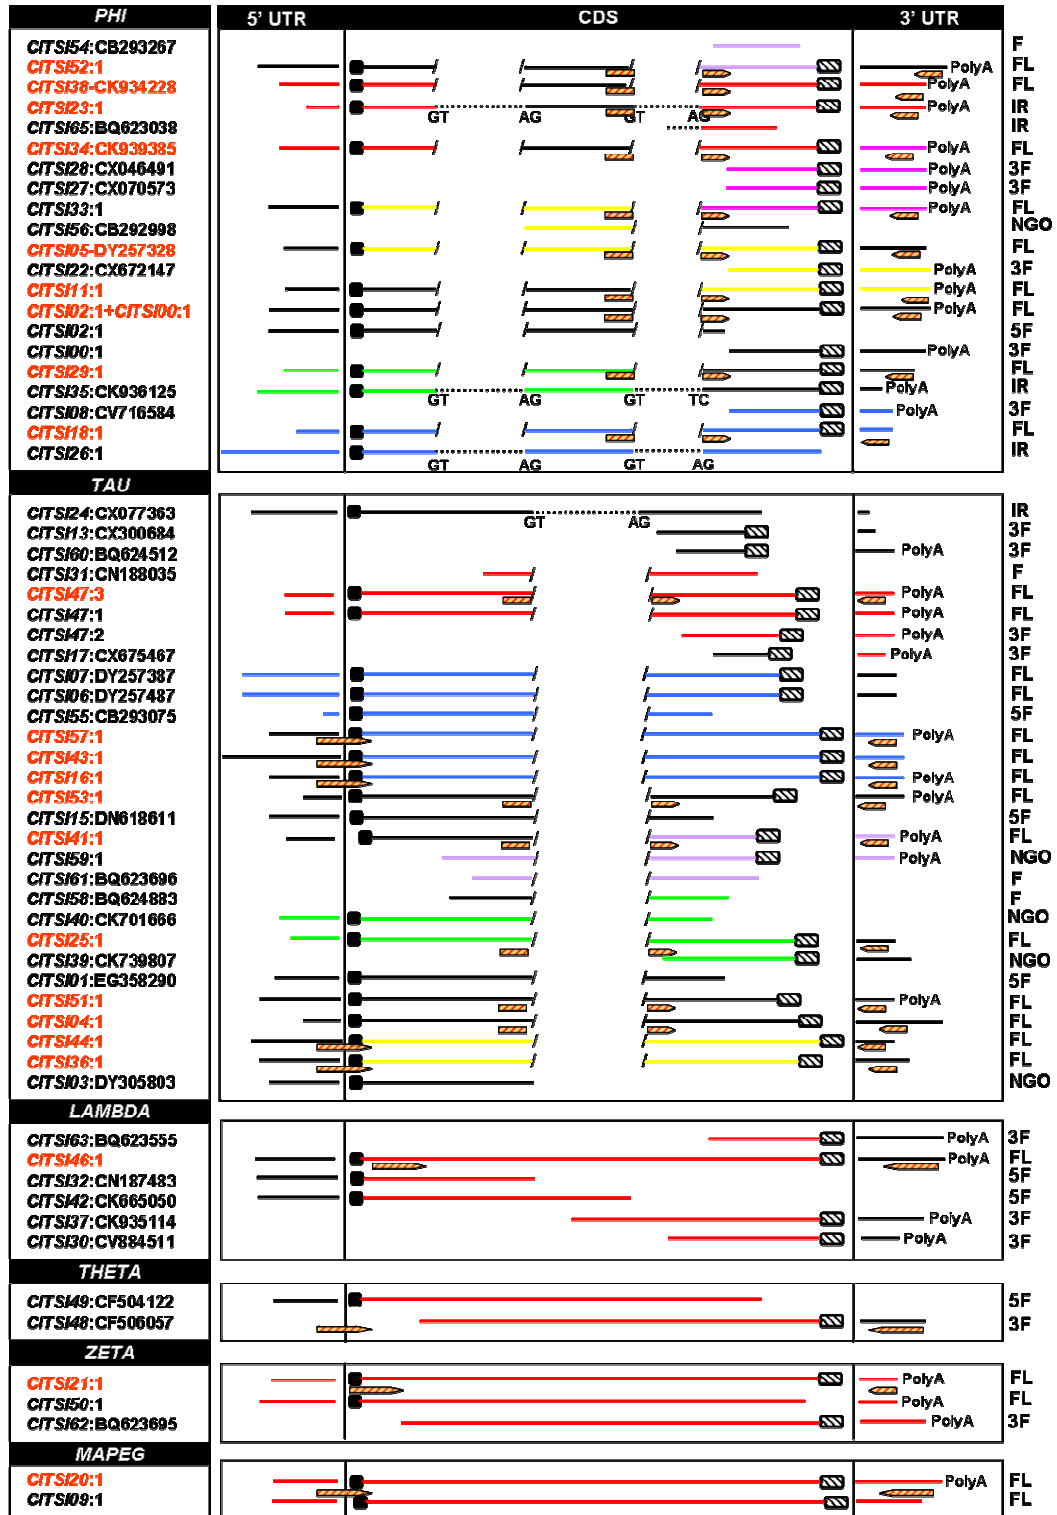 PHI 5' UTR CDS 3' UTR
CITSI54:CB293267 F
CITSI52:1 PolyA FL
CITSI38-CK934228 PolyA FL
CITSI23:1 PolyA IR
GT AG GT AG
CITSI65:BQ623038 IR
CITSI34:CK939385 PolyA FL
CITSI28:CX046491 PolyA 3F
CITSI27:CX070573 PolyA 3F
CITSI33:1 PolyA FL
CITSI56:CB292998 NGO
CITSI05-DY257328 FL
CITSI22:CX672147 PolyA 3F
CITSI11:1 PolyA FL
CITSI02:1+CITSI00:1 PolyA FL
CITSI02:1 5F
CITSI00:1 PolyA 3F
CITSI29:1 FL
CITSI35:CK936125 PolyA IR
GT AG GT TC
CITSI08:CV716584 PolyA 3F
CITSI18:1 FL
CITSI26:1 IR
GT AG GT AG
TAU
CITSI24:CX077363 IR
GT AG
CITSI13:CX300684 3F
CITSI60:BQ624512 PolyA 3F
CITSI31:CN188035 F
CITSI47:3 PolyA FL
CITSI47:1 PolyA FL
CITSI47:2 PolyA 3F
CITSI17:CX675467 PolyA 3F
CITSI07:DY257387 FL
CITSI06:DY257487 FL
CITSI55:CB293075 5F
CITSI57:1 PolyA FL
CITSI43:1 FL
CITSI16:1 PolyA FL
CITSI53:1 PolyA FL
CITSI15:DN618611 5F
CITSI41:1 PolyA FL
CITSI59:1 PolyA NGO
CITSI61:BQ623696 F
CITSI58:BQ624883 F
CITSI40:CK701666 NGO
CITSI25:1 FL
CITSI39:CK739807 NGO
CITSI01:EG358290 5F
CITSI51:1 PolyA FL
CITSI04:1 FL
CITSI44:1 FL
CITSI36:1 FL
CITSI03:DY305803 NGO
LAMBDA
CITSI63:BQ623555 PolyA 3F
CITSI46:1 PolyA FL
CITSI32:CN187483 5F
CITSI42:CK665050 5F
CITSI37:CK935114 PolyA 3F
CITSI30:CV884511 PolyA 3F
THETA
CITSI49:CF504122 5F
CITSI48:CF506057 3F
ZETA
CITSI21:1 PolyA FL
CITSI50:1 PolyA FL
CITSI62:BQ623695 PolyA 3F
MAPEG
CITSI20:1 PolyA FL
CITSI09:1 FL